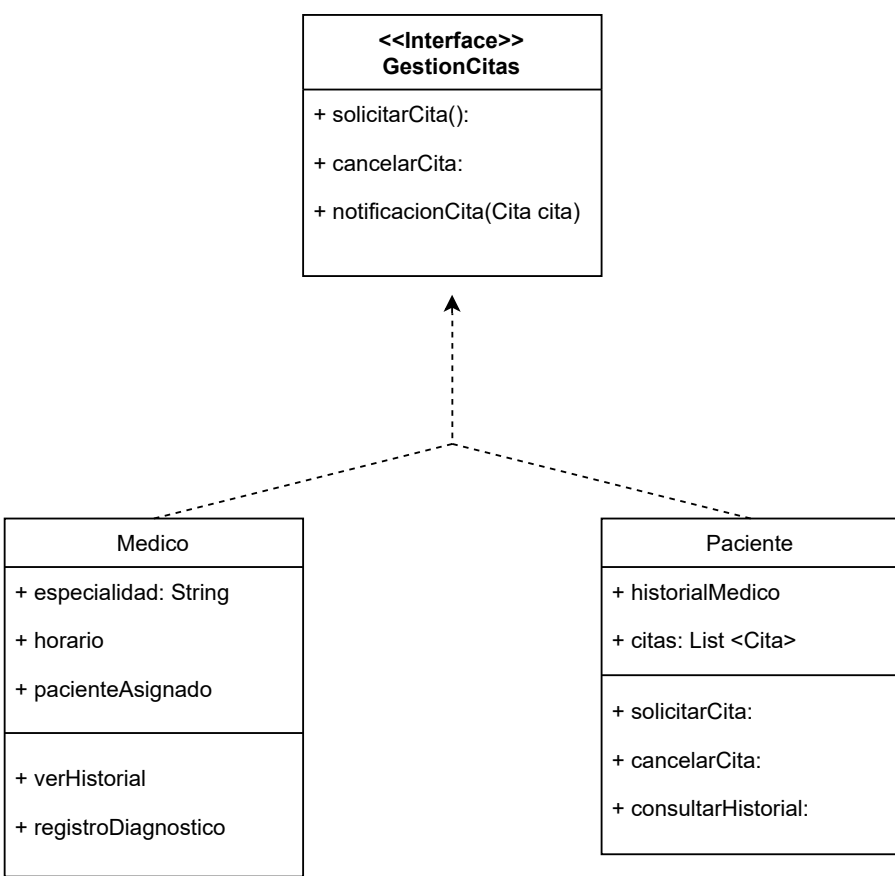 <<Interface>>
GestionCitas
+ solicitarCita():
+ cancelarCita:
+ notificacionCita(Cita cita)
Medico
+ especialidad: String
+ horario
+ pacienteAsignado
+ verHistorial
+ registroDiagnostico
Paciente
+ historialMedico
+ citas: List <Cita>
+ solicitarCita:
+ cancelarCita:
+ consultarHistorial: